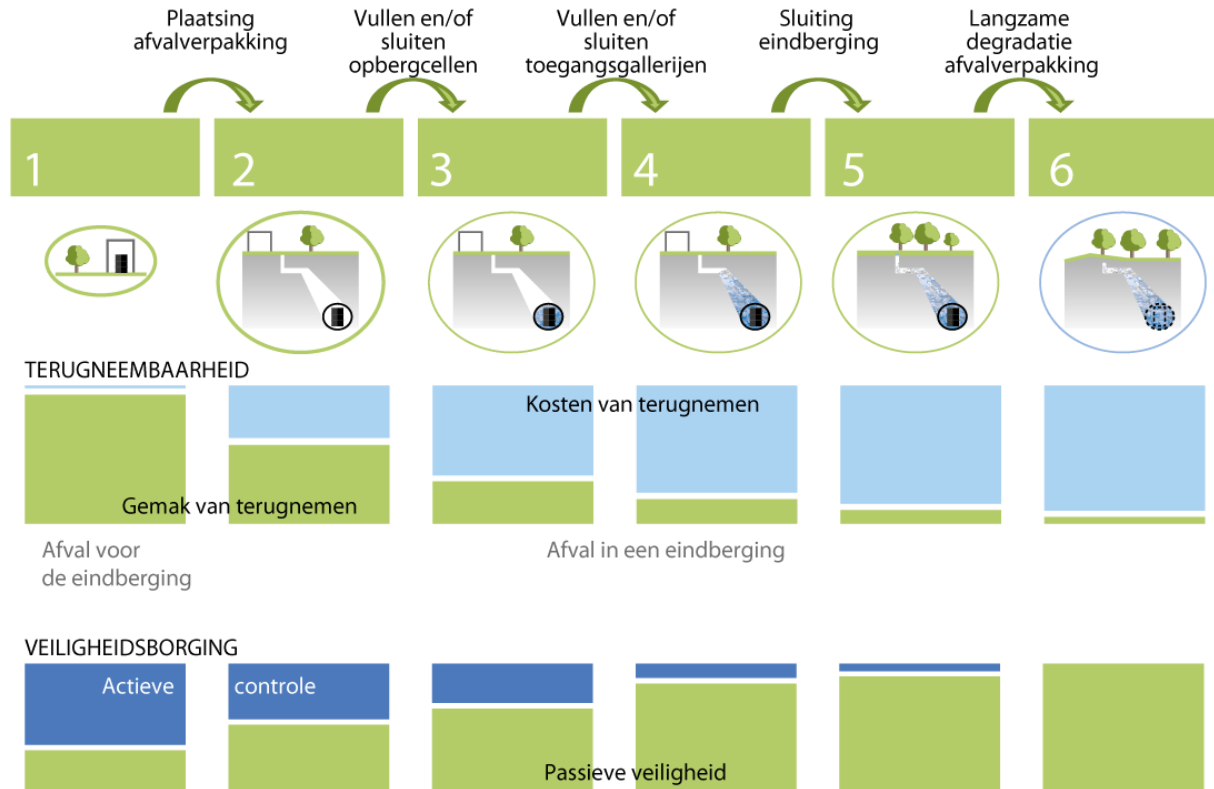 Plaatsing
afvalverpakking
Vullen en/of
sluiten
opbergcellen
Vullen en/of
sluiten
toegangsgallerijen
Sluiting
eindberging
Langzame
degradatie
afvalverpakking
1
2
3
4
5
6
TERUGNEEMBAARHEID
Kosten van terugnemen
Gemak van terugnemen
Afval voor
de eindberging
Afval in een eindberging
VEILIGHEIDSBORGING
Actieve controle
Passieve veiligheid